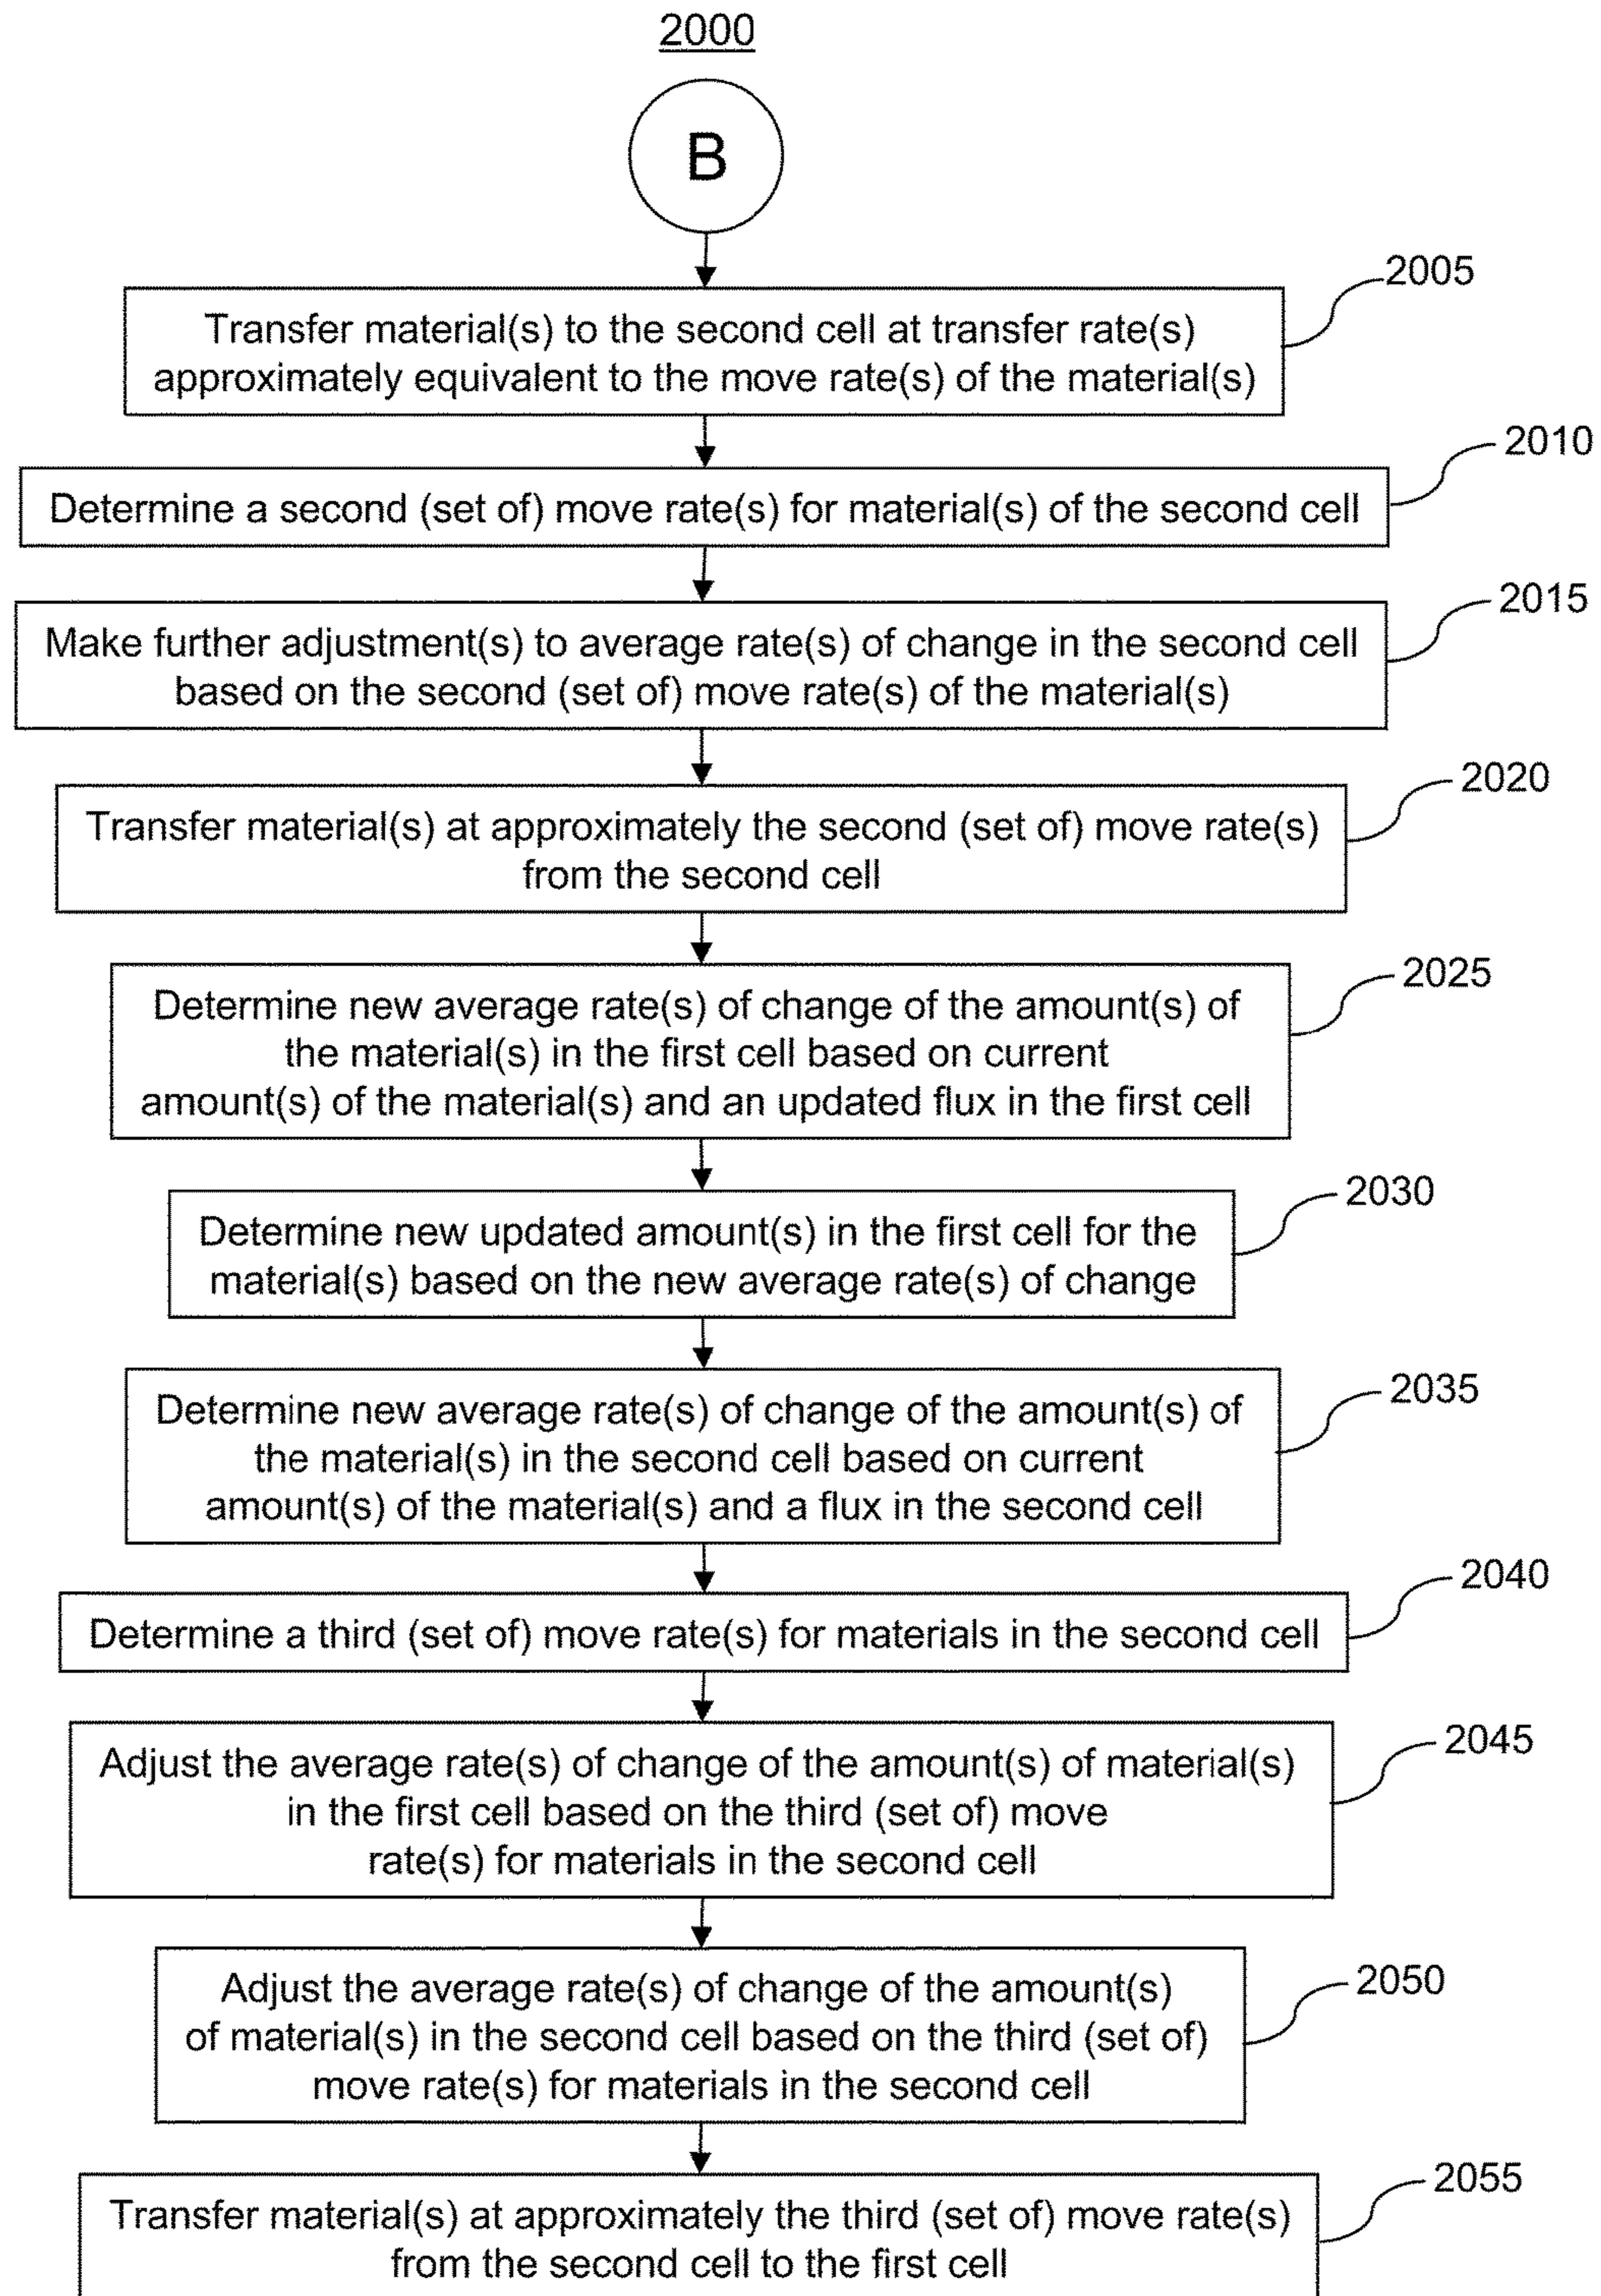 2000
B
2005
Transfer material(s) to the second cell at transfer rate(s)
approximately equivalent to the move rate(s) of the material(s)
2010
Determine a second (set of) move rate(s) for material(s) of the second cell
2015
Make further adjustment(s) to average rate(s) of change in the second cell
based on the second (set of) move rate(s) of the material(s)
2020
Transfer material(s) at approximately the second (set of) move rate(s)
from the second cell
2025
Determine new average rate(s) of change of the amount(s) of
the material(s) in the first cell based on current
amount(s) of the material(s) and an updated flux in the first cell
2030
Determine new updated amount(s) in the first cell for the
material(s) based on the new average rate(s) of change
2035
Determine new average rate(s) of change of the amount(s) of
the material(s) in the second cell based on current
amount(s) of the material(s) and a flux in the second cell
2040
Determine a third (set of) move rate(s) for materials in the second cell
2045
Adjust the average rate(s) of change of the amount(s) of material(s)
in the first cell based on the third (set of) move
rate(s) for materials in the second cell
2050
Adjust the average rate(s) of change of the amount(s)
of material(s) in the second cell based on the third (set of)
move rate(s) for materials in the second cell
2055
Transfer material(s) at approximately the third (set of) move rate(s)
from the second cell to the first cell